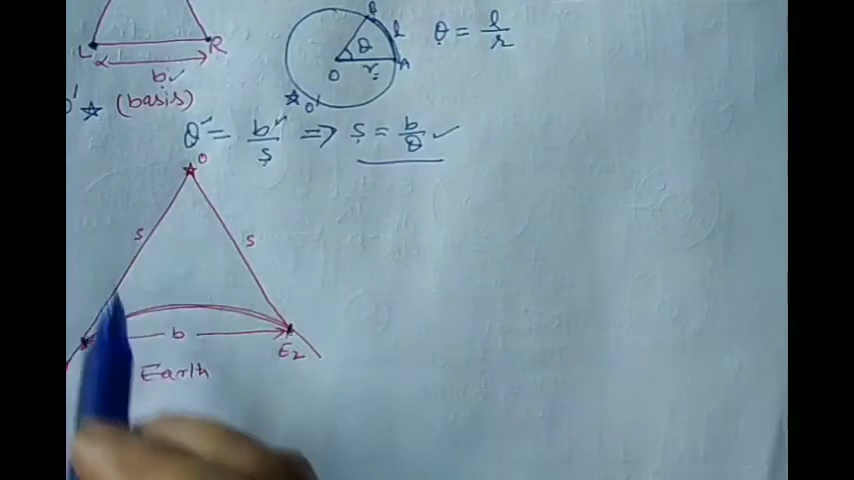 L R
b ✓
O' ☆ (basis)
B
θ l
O r A
☆ O'
θ = l/r
θ ✓ = b ✓/s => s = b/θ ✓
☆ O
s s
b
E2
Earth